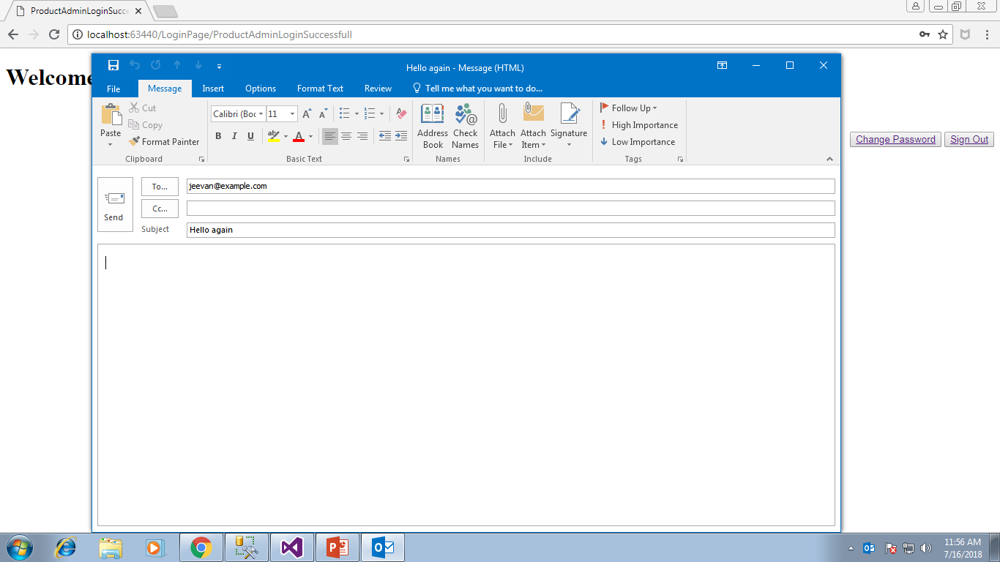 ProductAdminLoginSucce
localhost:63440/LoginPage/ProductAdminLoginSuccessfull
Welcome
Change Password
Sign Out
Hello again - Message (HTML)
File
Message
Insert
Options
Format Text
Review
Tell me what you want to do...
Paste
Cut
Copy
Format Painter
Clipboard
Calibri (Boc
11
B I U
Basic Text
Address
Book
Check
Names
Names
Attach
File
Attach
Item
Signature
Include
Follow Up
High Importance
Low Importance
Tags
Send
To...
jeevan@example.com
Cc...
Subject
Hello again
11:56 AM
7/16/2018